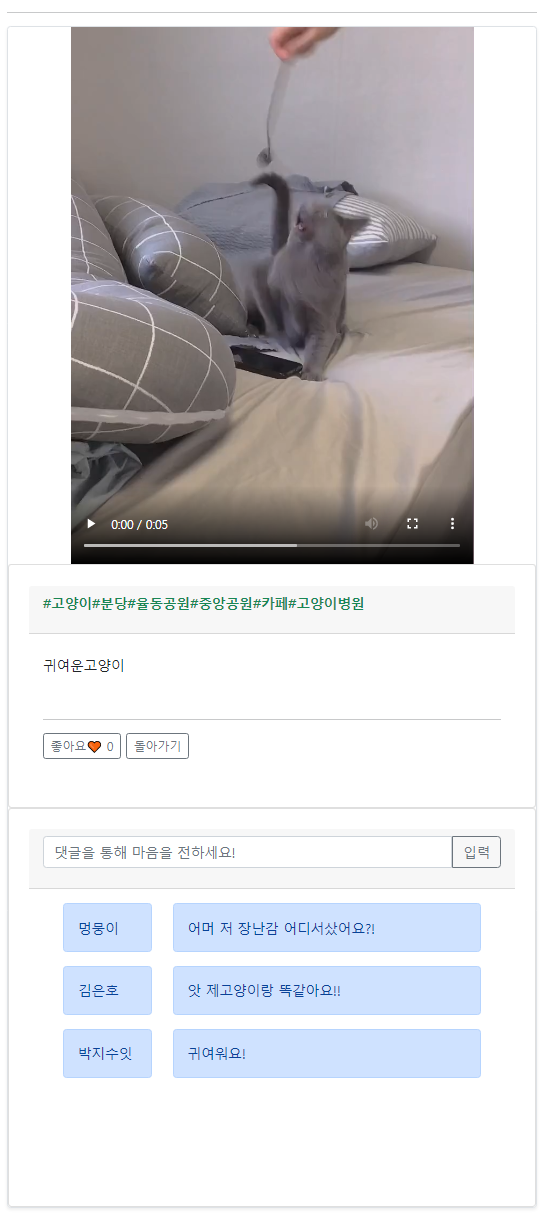 0:00 / 0:05
#고양이#분당#율동공원#중앙공원#카페#고양이병원
귀여운고양이
좋아요🧡 0 돌아가기
댓글을 통해 마음을 전하세요! 입력
멍뭉이 어머 저 장난감 어디서샀어요?!
김은호 앗 제고양이랑 똑같아요!!
박지수잇 귀여워요!